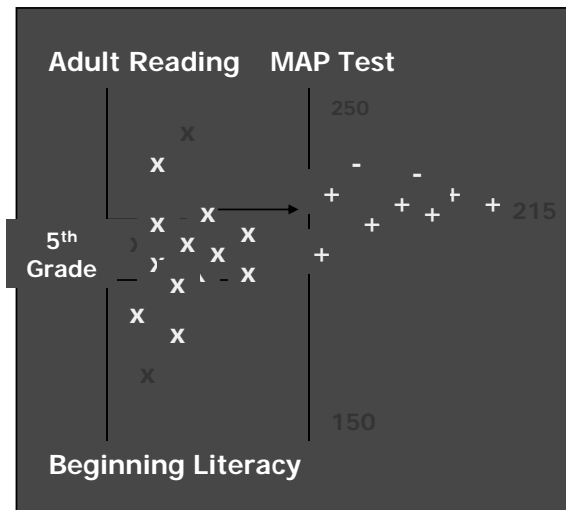 Adult Reading MAP Test
250
215
5th
Grade
150
Beginning Literacy